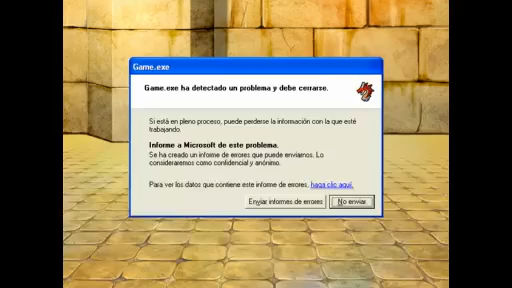 Game.exe
Game.exe ha detectado un problema y debe cerrarse.
Si está en pleno proceso, puede perderse la información con la que esté
trabajando.
Informe a Microsoft de este problema.
Se ha creado un informe de errores que puede enviarnos. Lo
consideraremos como confidencial y anónimo.
Para ver los datos que contiene este informe de errores, haga clic aquí.
Enviar informes de errores No enviar